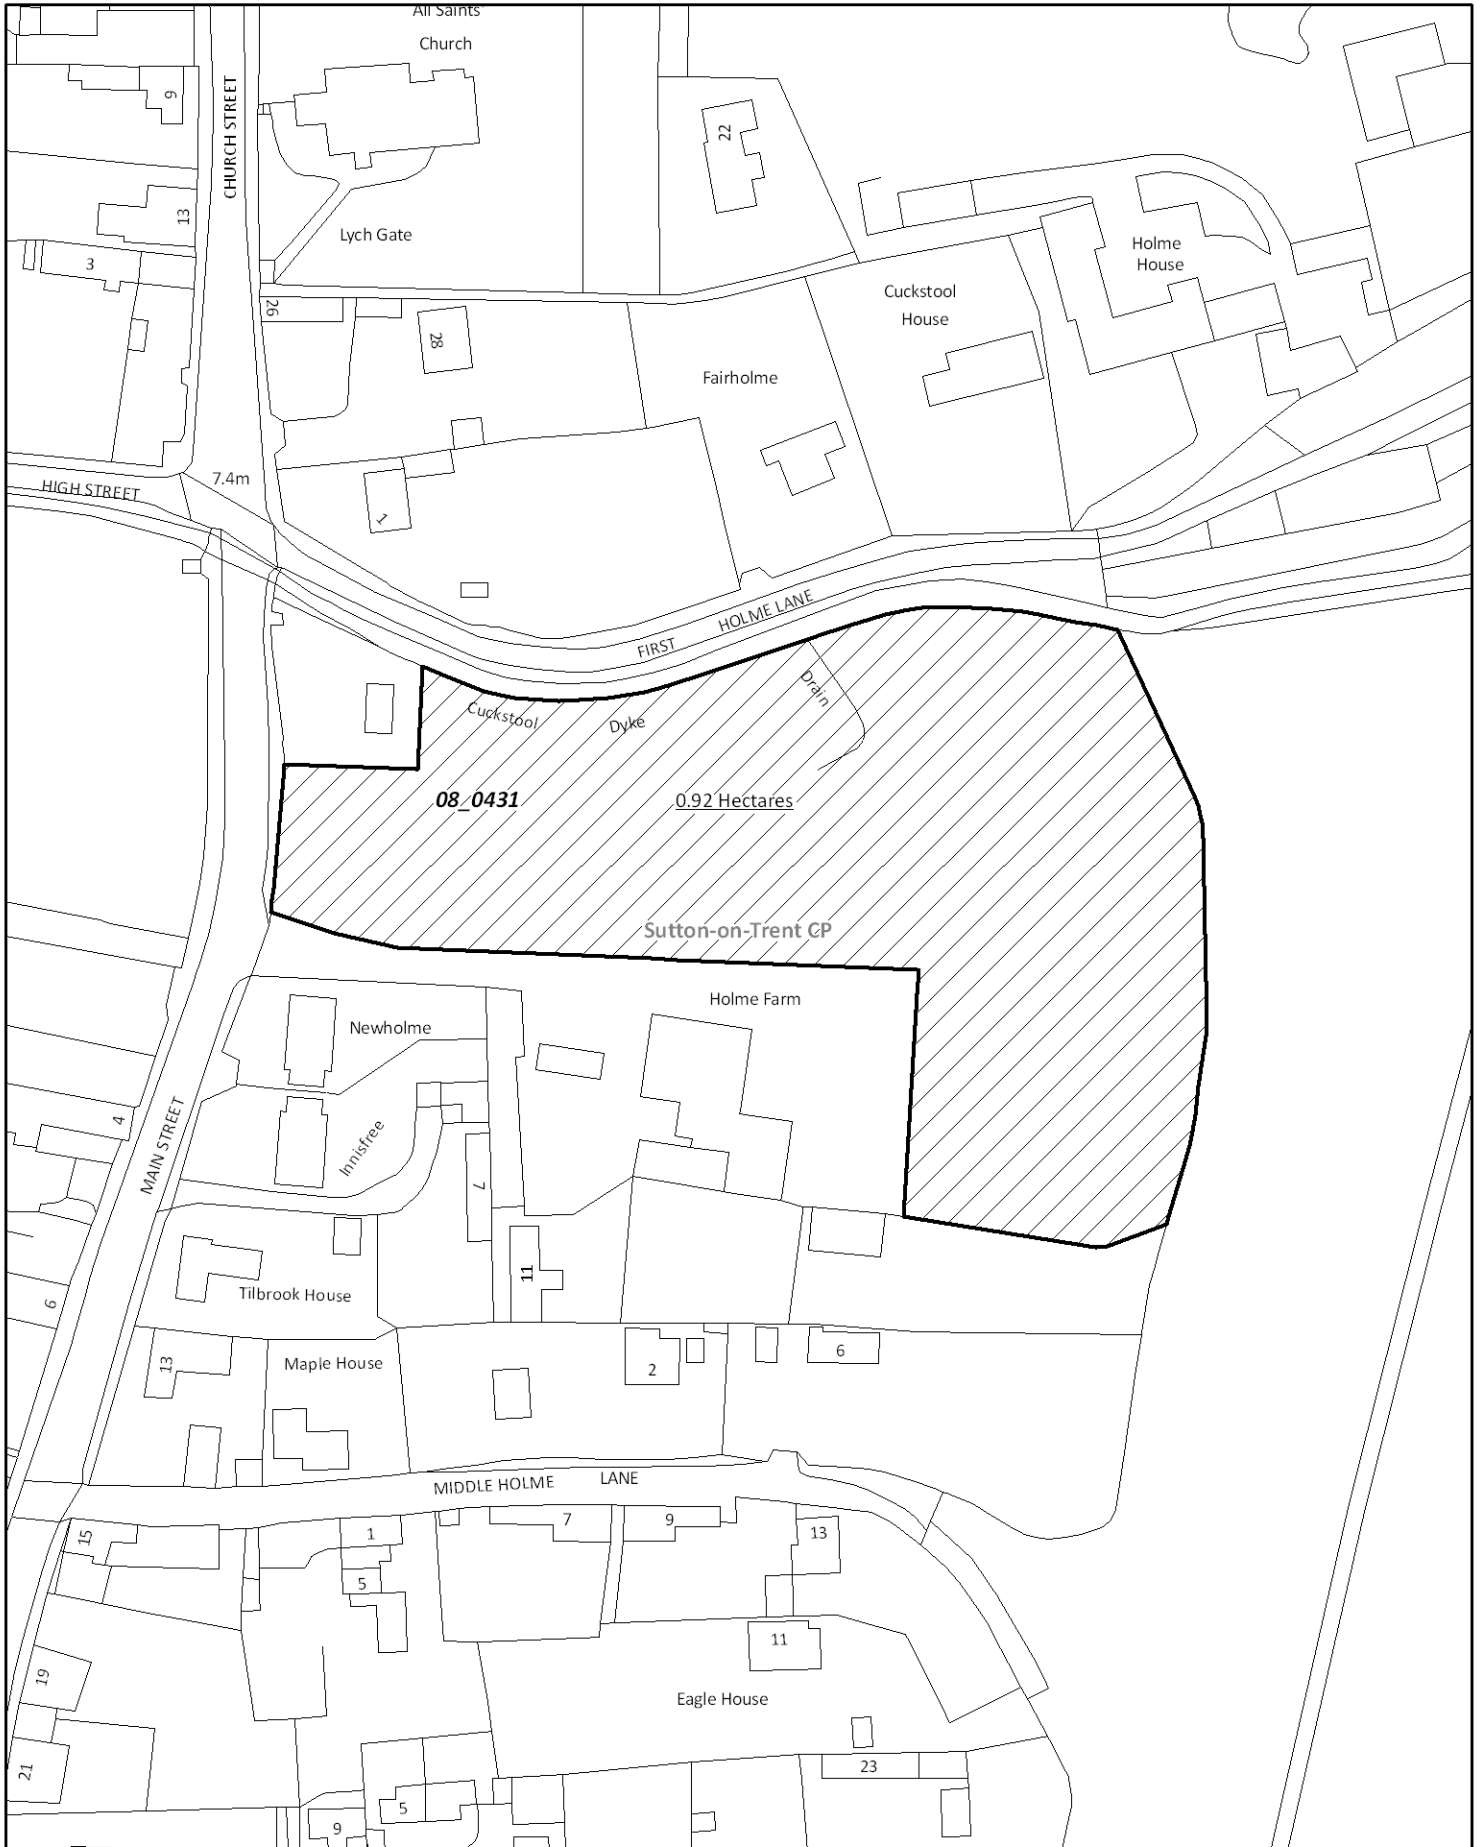 All Saints'
Church
9
CHURCH STREET
22
13
Lych Gate
3
Holme
House
Cuckstool
House
26
28
Fairholme
7.4m
HIGH STREET
1
FIRST HOLME LANE
Drain
Cuckstool Dyke
08_0431
0.92 Hectares
Sutton-on-Trent CP
Holme Farm
Newholme
4
MAIN STREET
Innisfree
7
11
Tilbrook House
9
13
Maple House
2
6
MIDDLE HOLME LANE
15
1
7
9
13
5
11
19
Eagle House
21
23
5
9